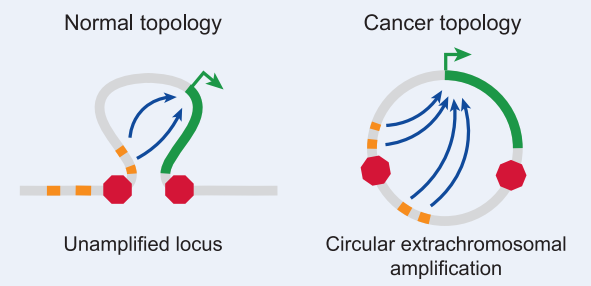 Normal topology
Cancer topology
Unamplified locus
Circular extrachromosomal
amplification